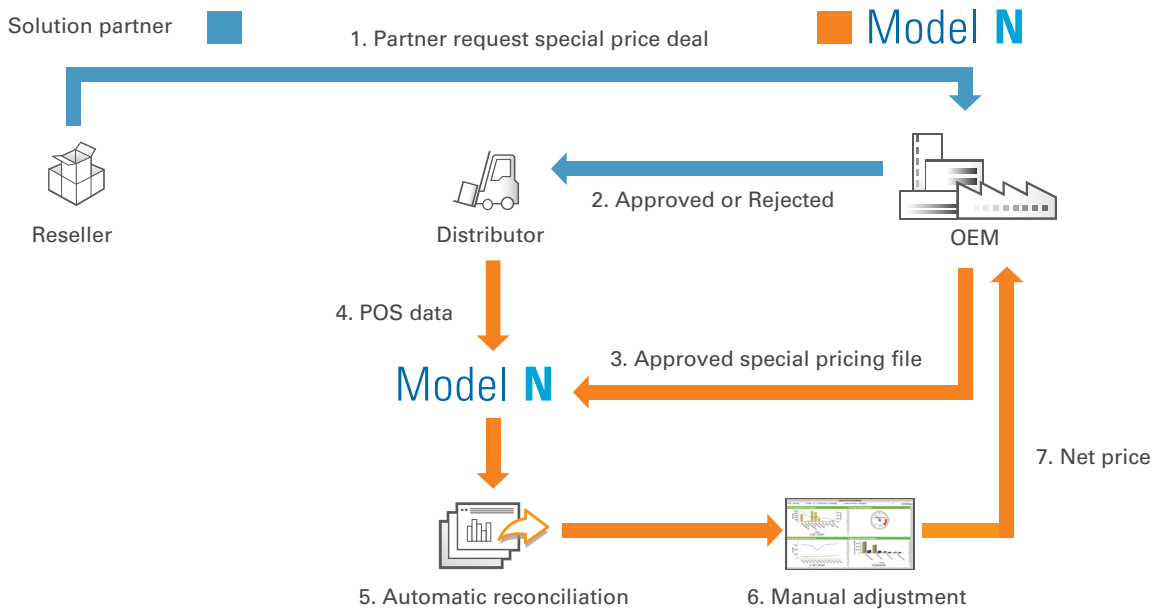 Solution partner
1. Partner request special price deal
Model N
Reseller
Distributor
2. Approved or Rejected
OEM
4. POS data
3. Approved special pricing file
Model N
7. Net price
5. Automatic reconciliation
6. Manual adjustment